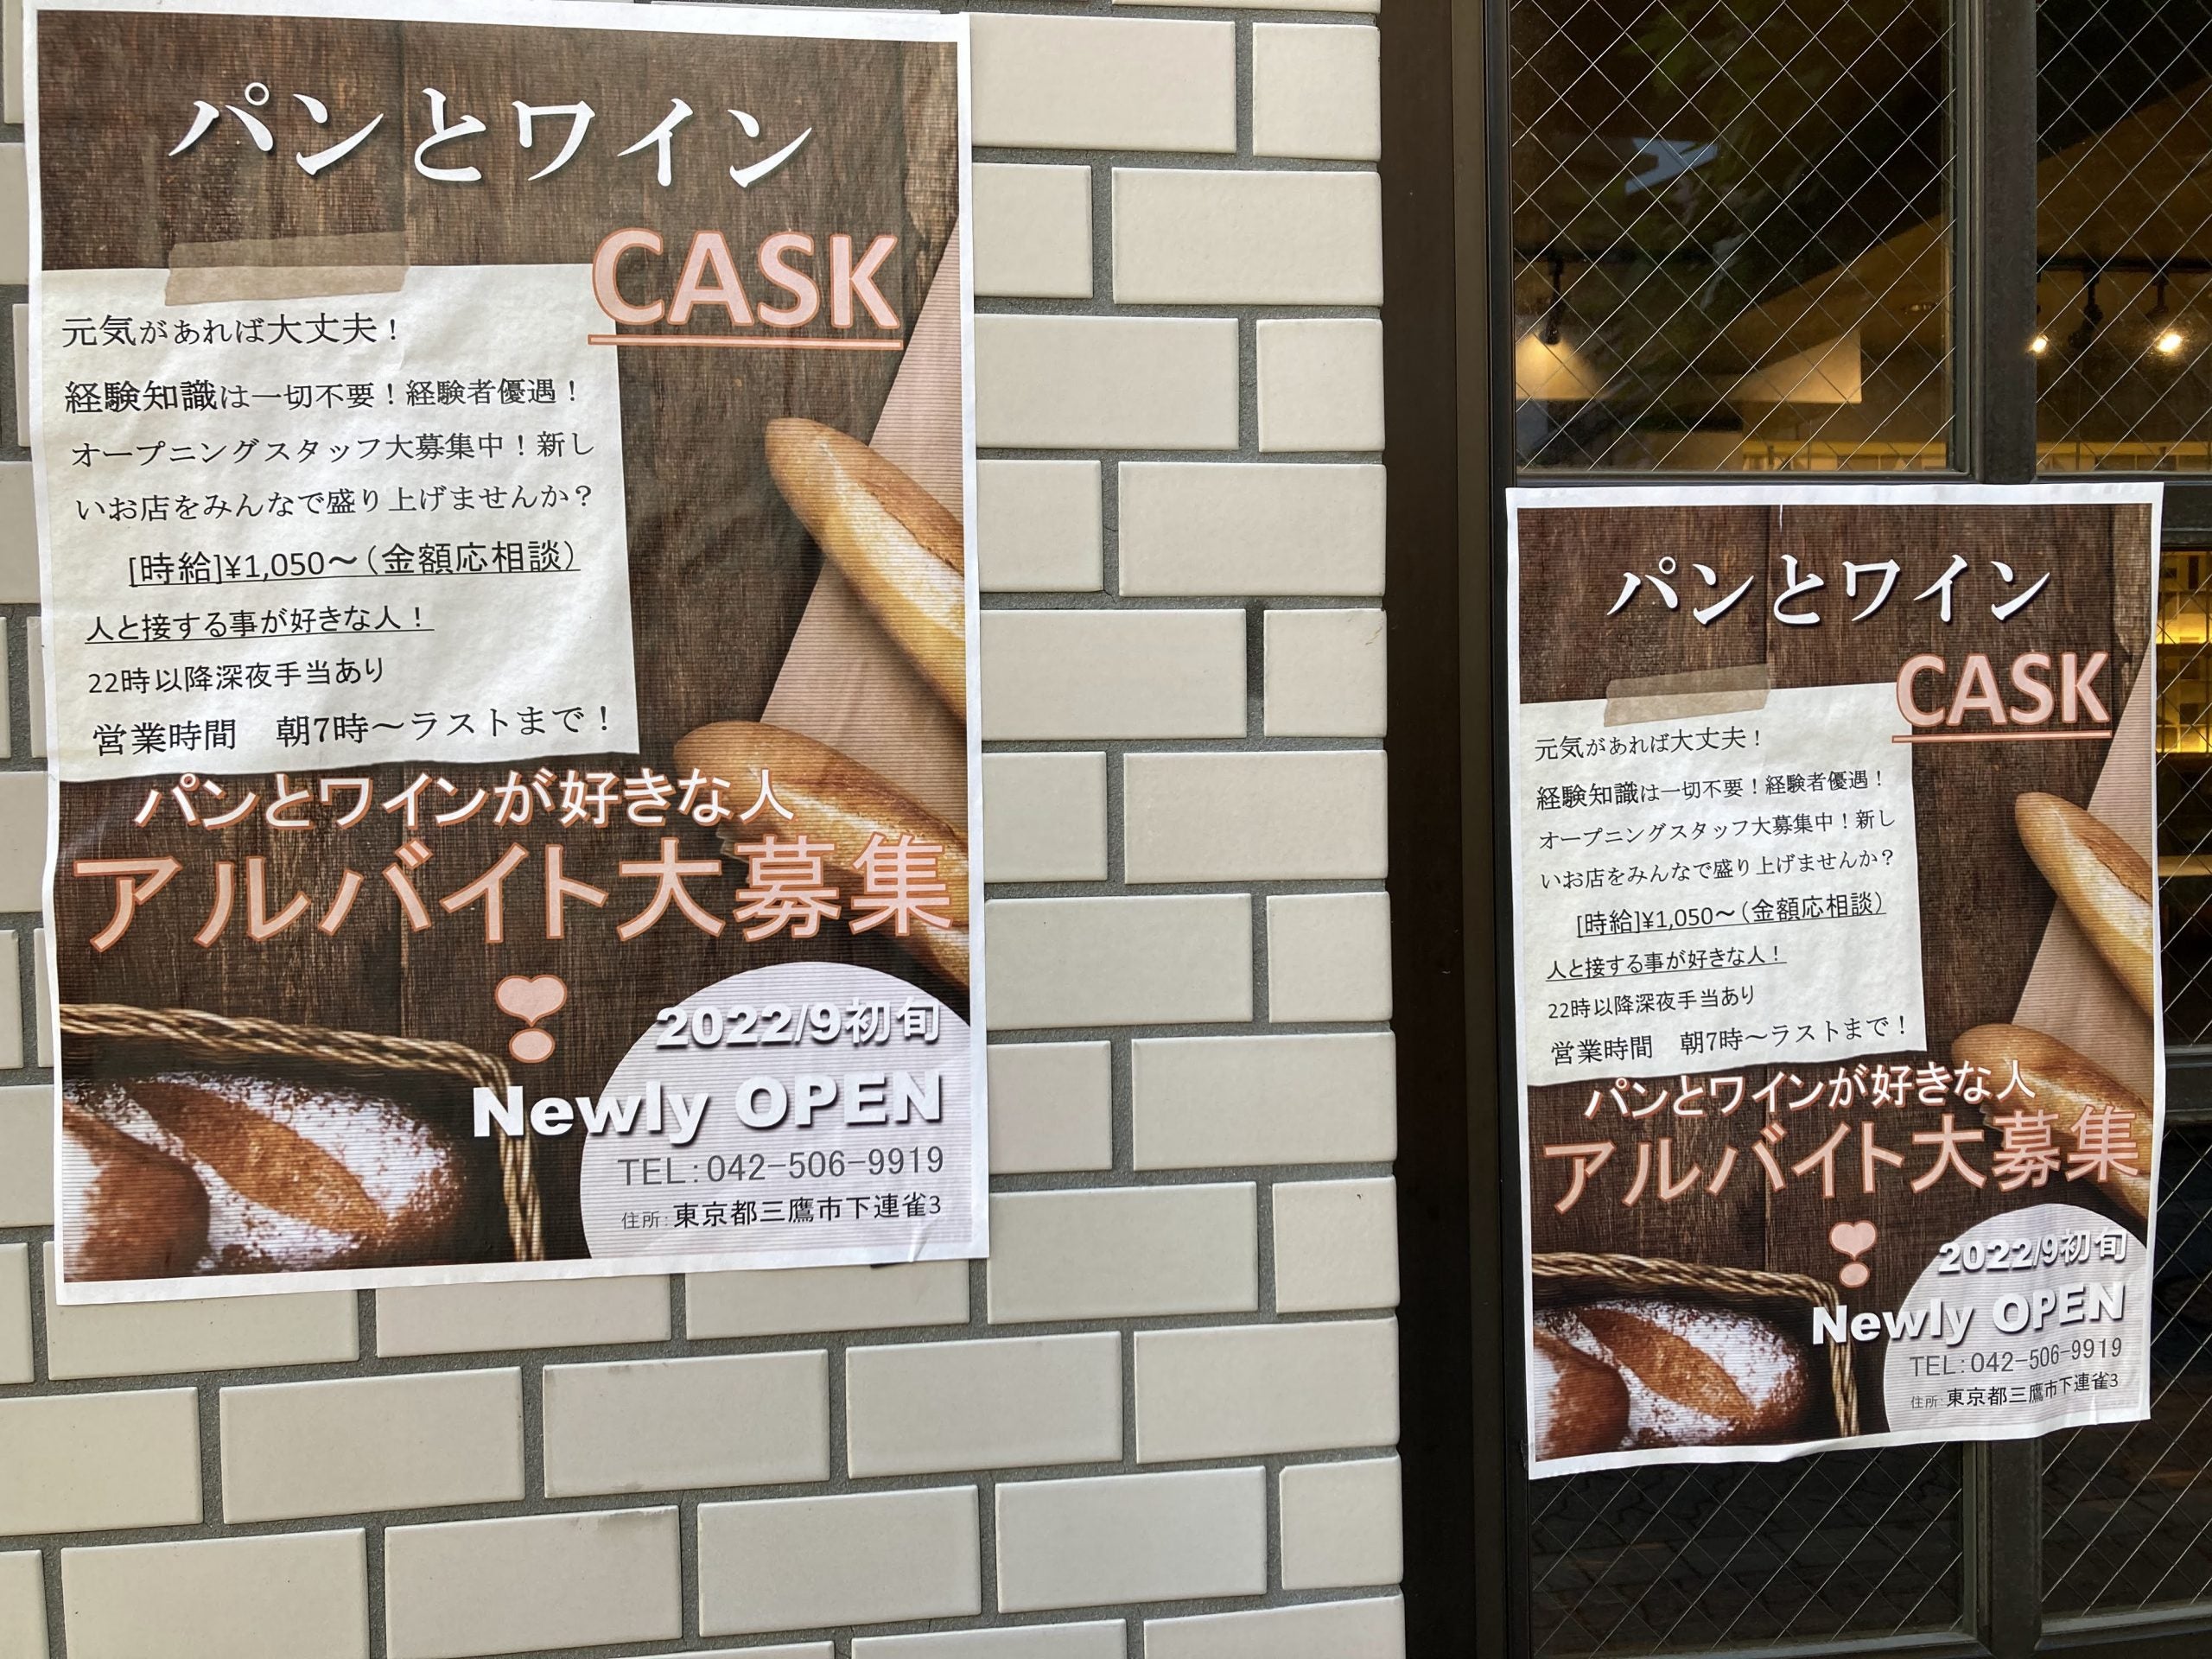 パンとワイン
CASK
元気があれば大丈夫！
経験知識は一切不要！経験者優遇！
オープニングスタッフ大募集中！新し
いお店をみんなで盛り上げませんか？
[時給]¥1,050～（金額応相談）
人と接する事が好きな人！
22時以降深夜手当あり
営業時間　朝7時～ラストまで！
パンとワインが好きな人
アルバイト大募集
❣
2022/9初旬
Newly OPEN
TEL:042-506-9919
住所:東京都三鷹市下連雀3
パンとワイン
CASK
元気があれば大丈夫！
経験知識は一切不要！経験者優遇！
オープニングスタッフ大募集中！新し
いお店をみんなで盛り上げませんか？
[時給]¥1,050～（金額応相談）
人と接する事が好きな人！
22時以降深夜手当あり
営業時間　朝7時～ラストまで！
パンとワインが好きな人
アルバイト大募集
❣
2022/9初旬
Newly OPEN
TEL:042-506-9919
住所:東京都三鷹市下連雀3